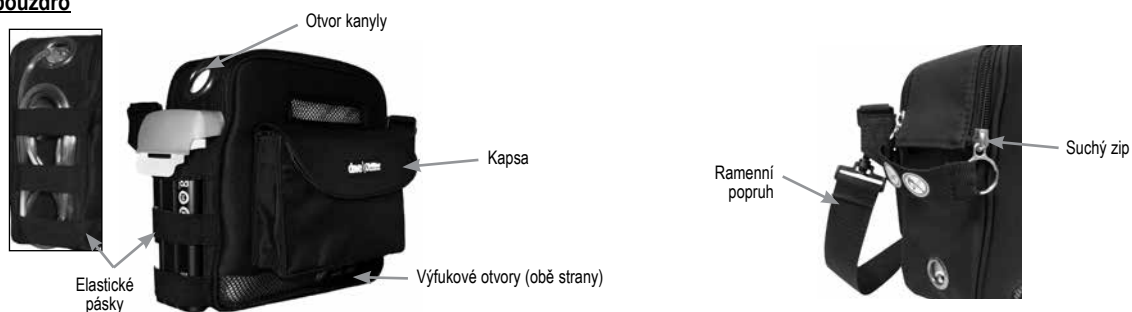 pouzdro
Otvor kanyly
Kapsa
Elastické
pásky
Výfukové otvory (obě strany)
Ramenní
popruh
Suchý zip